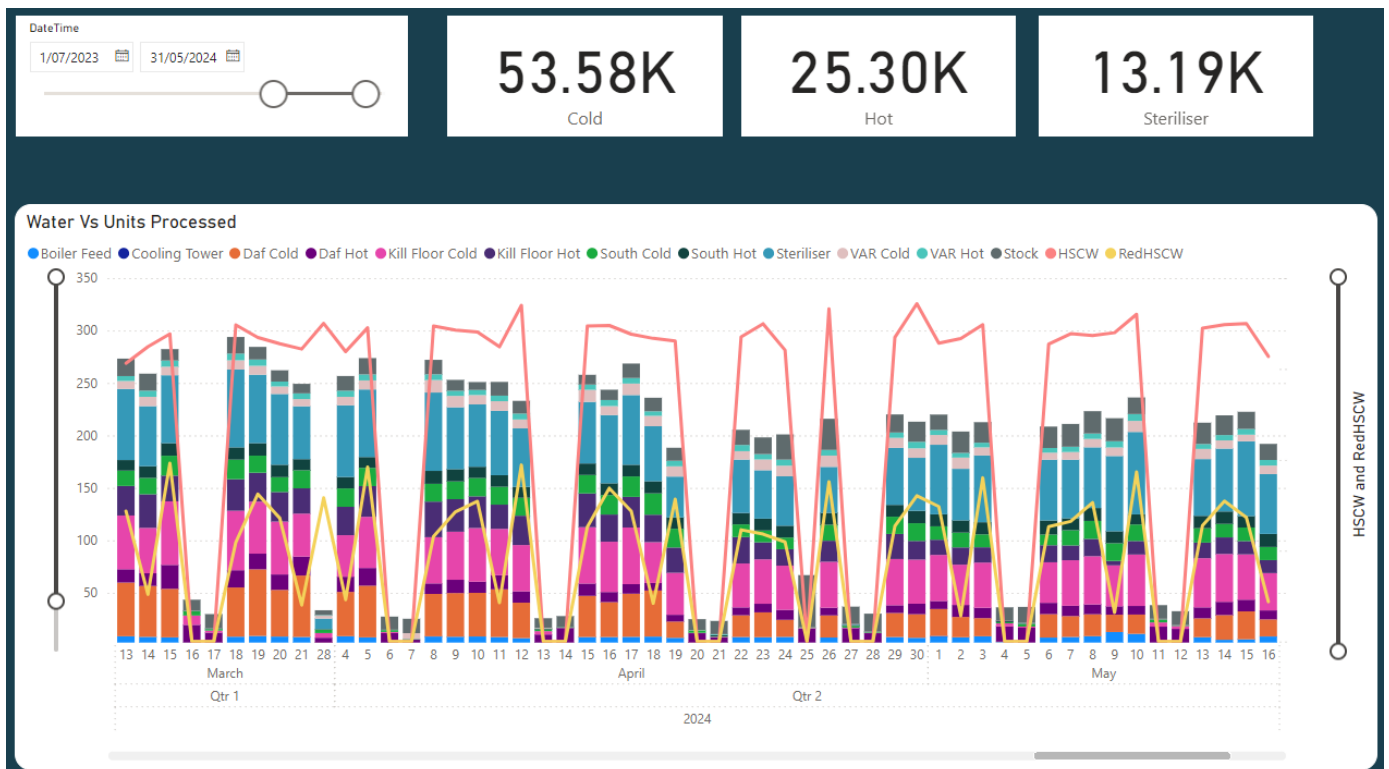 DateTime
1/07/2023 31/05/2024
53.58K
Cold
25.30K
Hot
13.19K
Steriliser
Water Vs Units Processed
Boiler Feed Cooling Tower Daf Cold Daf Hot Kill Floor Cold Kill Floor Hot South Cold South Hot Steriliser VAR Cold VAR Hot Stock HSCW RedHSCW
350
300
250
200
150
100
50
HSCW and RedHSCW
13 14 15 16 17 18 19 20 21 28 4 5 6 7 8 9 10 11 12 13 14 15 16 17 18 19 20 21 22 23 24 25 26 27 28 29 30 1 2 3 4 5 6 7 8 9 10 11 12 13 14 15 16
March April May
Qtr 1 Qtr 2
2024